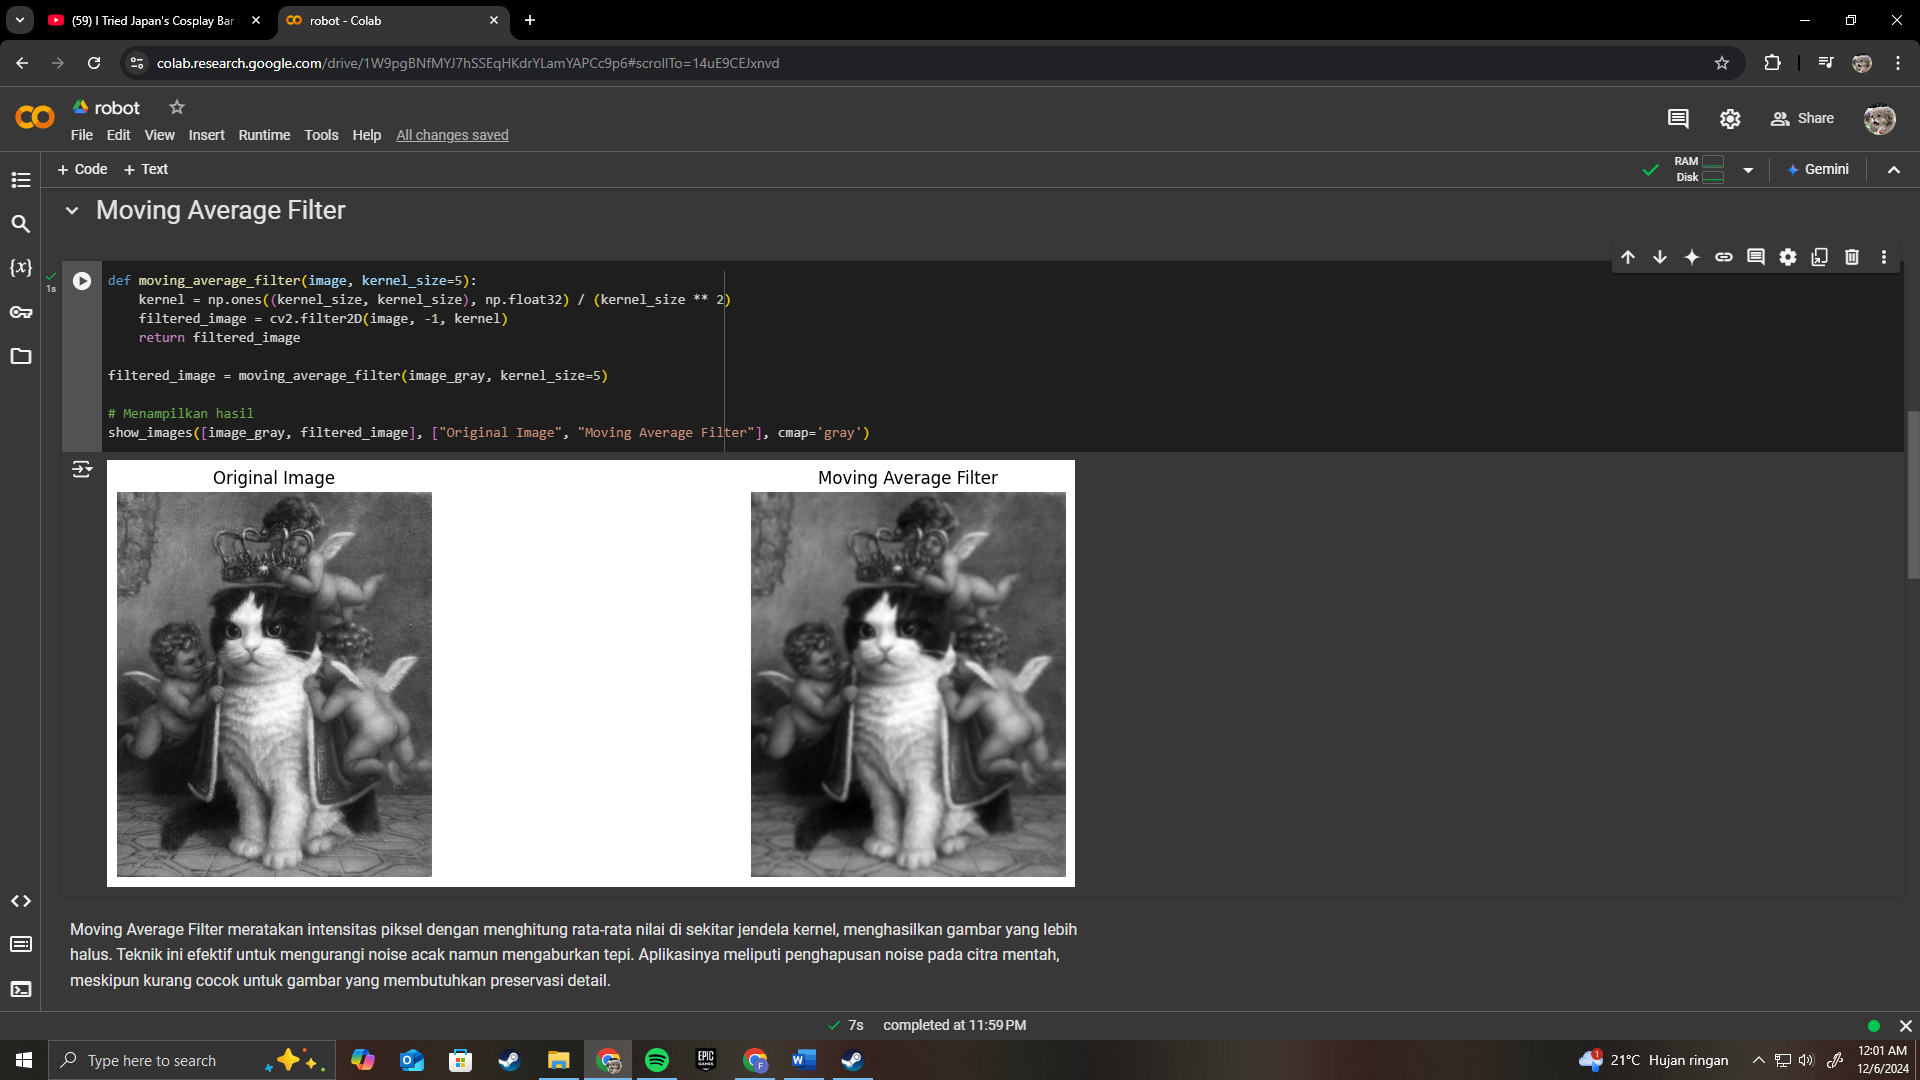 (59) I Tried Japan's Cosplay Bar
robot - Colab
colab.research.google.com/drive/1W9pgBNfMYJ7hSSEqHKdrYLamYAPCc9p6#scrollTo=14uE9CEJxnvd
robot
File Edit View Insert Runtime Tools Help All changes saved
Share
+ Code + Text
RAM
Disk
Gemini
Moving Average Filter
1s
def moving_average_filter(image, kernel_size=5):
kernel = np.ones((kernel_size, kernel_size), np.float32) / (kernel_size ** 2)
filtered_image = cv2.filter2D(image, -1, kernel)
return filtered_image
filtered_image = moving_average_filter(image_gray, kernel_size=5)
# Menampilkan hasil
show_images([image_gray, filtered_image], ["Original Image", "Moving Average Filter"], cmap='gray')
Original Image
Moving Average Filter
Moving Average Filter meratakan intensitas piksel dengan menghitung rata-rata nilai di sekitar jendela kernel, menghasilkan gambar yang lebih
halus. Teknik ini efektif untuk mengurangi noise acak namun mengaburkan tepi. Aplikasinya meliputi penghapusan noise pada citra mentah,
meskipun kurang cocok untuk gambar yang membutuhkan preservasi detail.
7s completed at 11:59 PM
Type here to search
EPIC
GAMES
1
21°C Hujan ringan
12:01 AM
12/6/2024